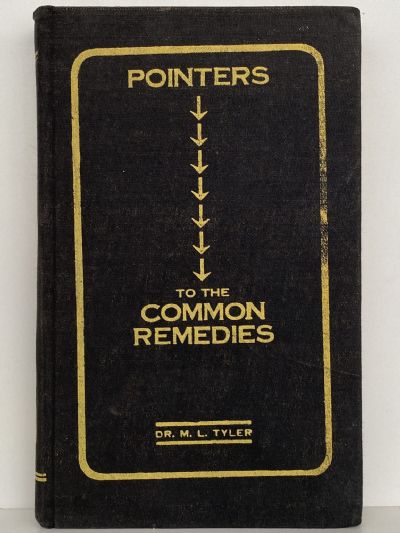 POINTERS
TO THE
COMMON
REMEDIES
DR. M. L. TYLER